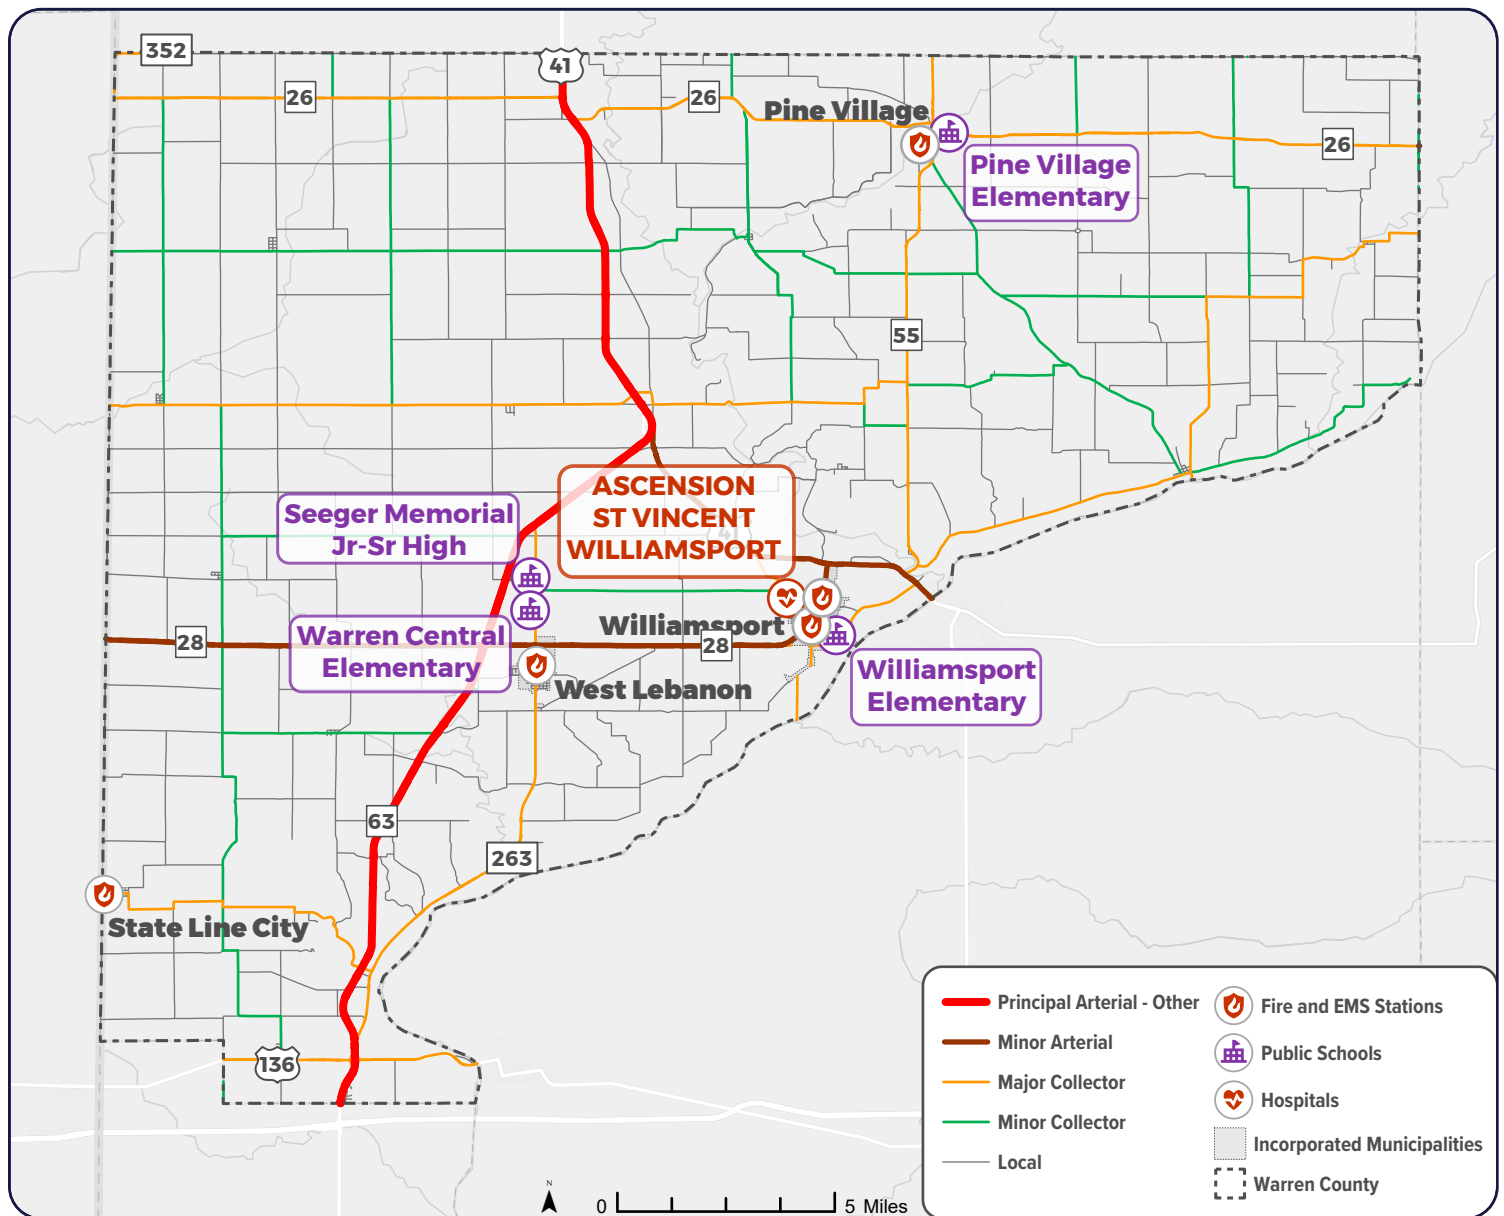 352
41
26
26
Pine Village
26
Pine Village
Elementary
55
ASCENSION
ST VINCENT
WILLIAMSPORT
41
Seeger Memorial
Jr-Sr High
Williamsport
28
Warren Central
Elementary
28
West Lebanon
Williamsport
Elementary
63
263
State Line City
136
Principal Arterial - Other
Minor Arterial
Major Collector
Minor Collector
Local
Fire and EMS Stations
Public Schools
Hospitals
Incorporated Municipalities
Warren County
N
0
5 Miles